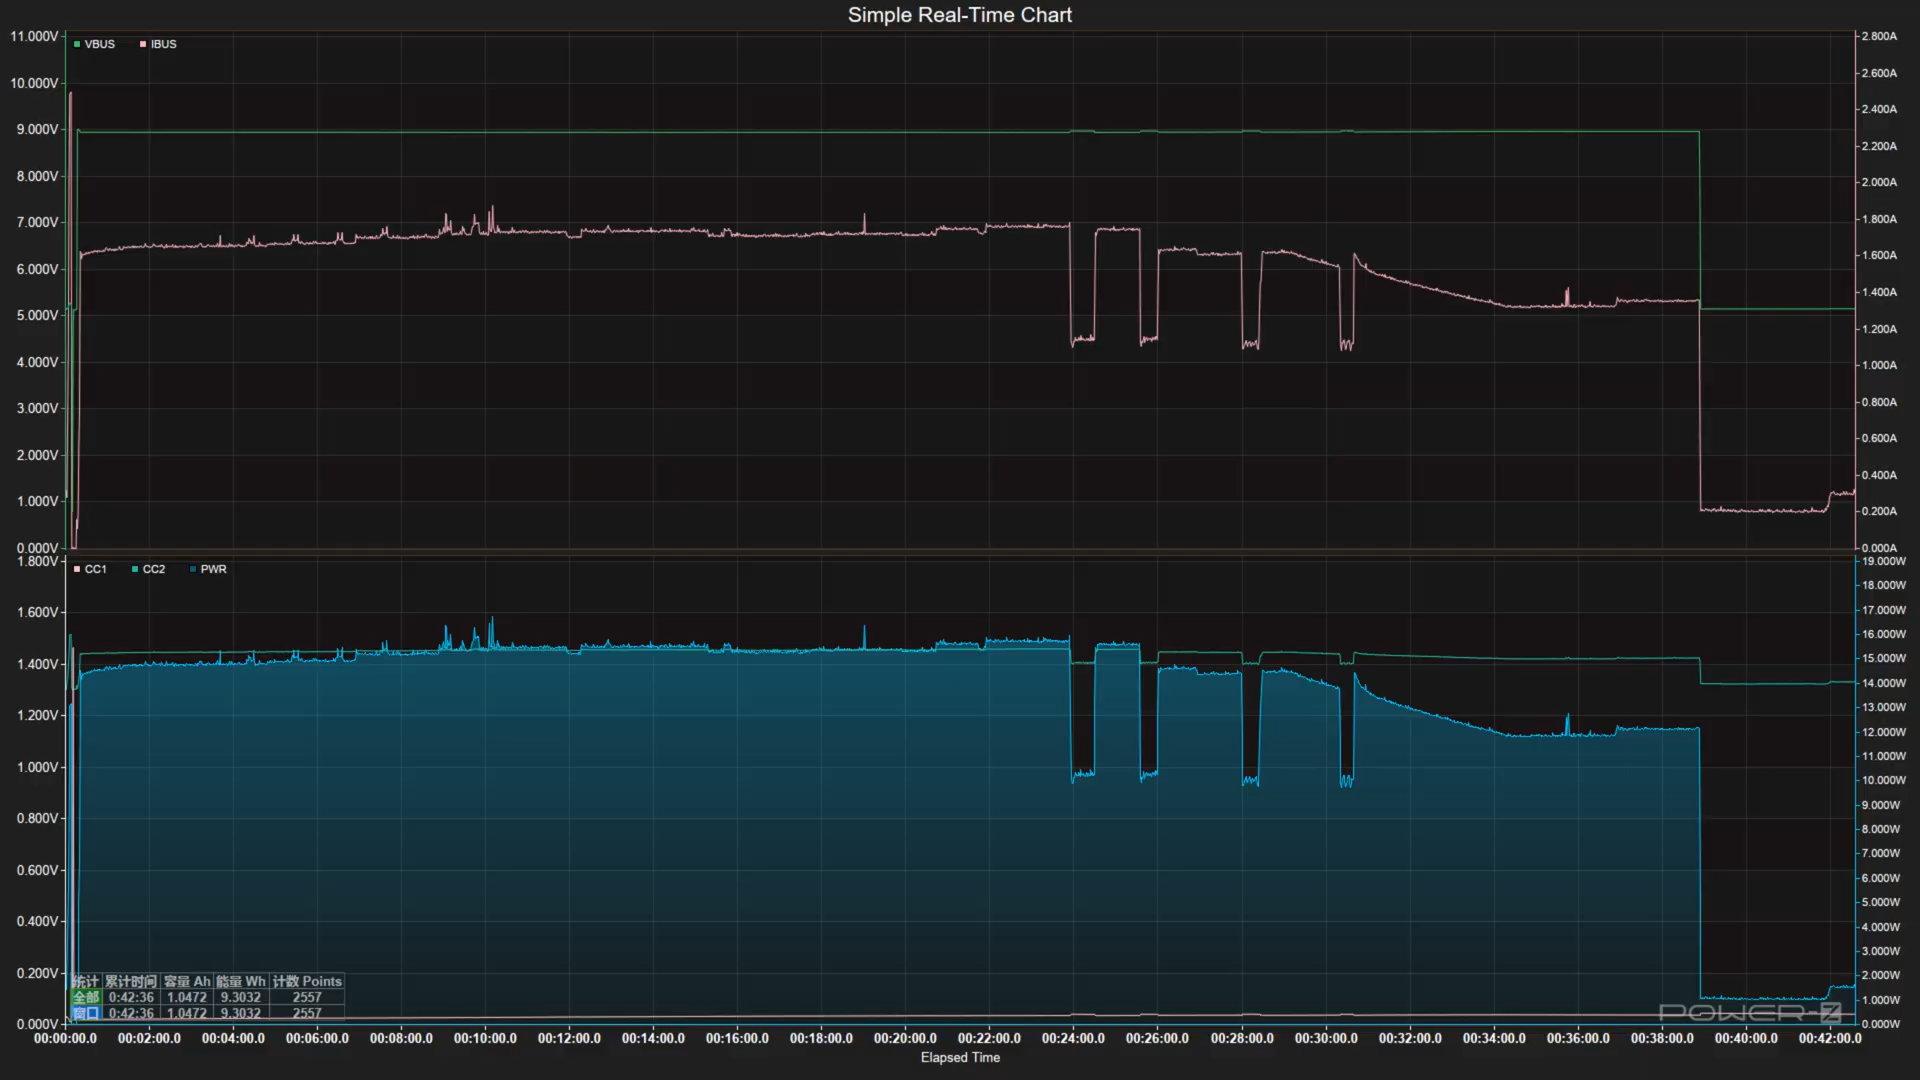 Simple Real-Time Chart
VBUS IBUS
11.000V 2.800A
10.000V 2.600A
9.000V 2.400A
8.000V 2.200A
7.000V 2.000A
6.000V 1.800A
5.000V 1.600A
4.000V 1.400A
3.000V 1.200A
2.000V 1.000A
1.000V 0.800A
0.000V 0.600A
0.400A
0.200A
0.000A
CC1 CC2 PWR
1.800V 19.000W
1.600V 18.000W
1.400V 17.000W
1.200V 16.000W
1.000V 15.000W
0.800V 14.000W
0.600V 13.000W
0.400V 12.000W
0.200V 11.000W
0.000V 10.000W
9.000W
8.000W
7.000W
6.000W
5.000W
4.000W
3.000W
2.000W
1.000W
0.000W
统计 累计时间 容量 Ah 能量 Wh 计数 Points
全部 0:42:36 1.0472 9.3032 2557
窗口 0:42:36 1.0472 9.3032 2557
POWER-Z
00:00:00.0 00:02:00.0 00:04:00.0 00:06:00.0 00:08:00.0 00:10:00.0 00:12:00.0 00:14:00.0 00:16:00.0 00:18:00.0 00:20:00.0 00:22:00.0 00:24:00.0 00:26:00.0 00:28:00.0 00:30:00.0 00:32:00.0 00:34:00.0 00:36:00.0 00:38:00.0 00:40:00.0 00:42:00.0
Elapsed Time